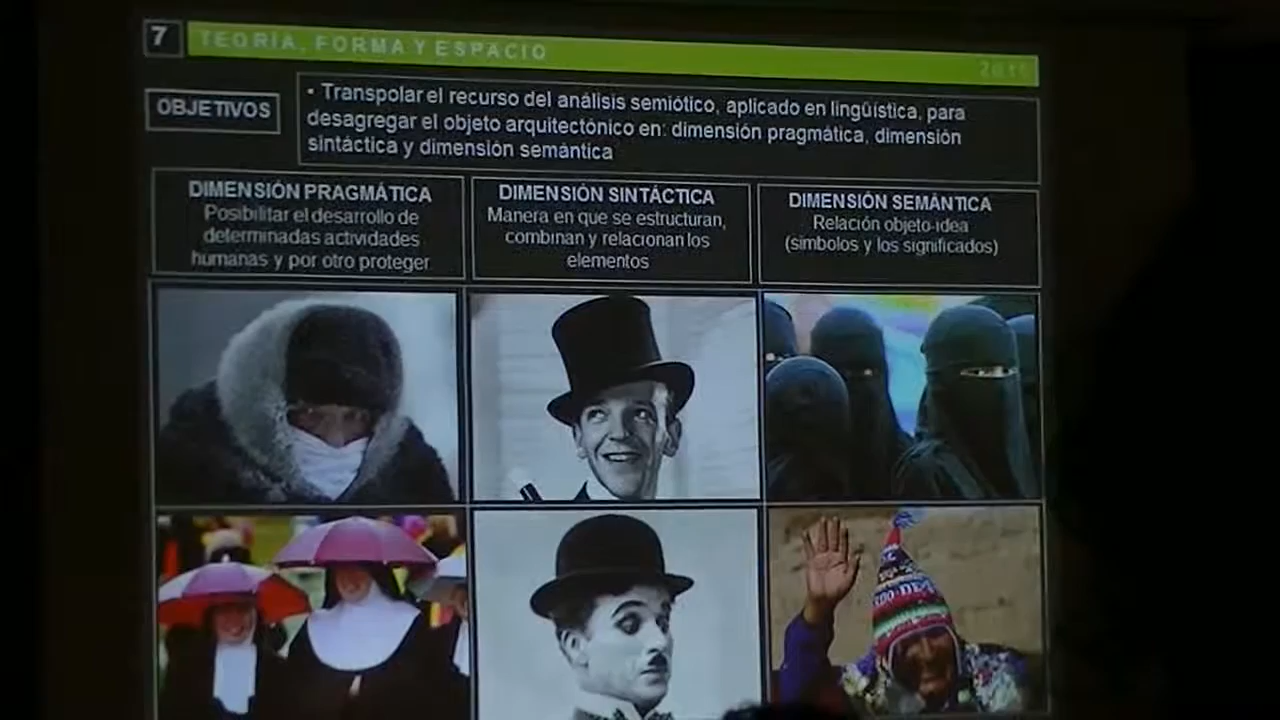 7
TEORÍA, FORMA Y ESPACIO
OBJETIVOS
• Transpolar el recurso del análisis semiótico, aplicado en lingüística, para
desagregar el objeto arquitectónico en: dimensión pragmática, dimensión
sintáctica y dimensión semántica
DIMENSIÓN PRAGMÁTICA
Posibilitar el desarrollo de
determinadas actividades
humanas y por otro proteger
DIMENSIÓN SINTÁCTICA
Manera en que se estructuran,
combinan y relacionan los
elementos
DIMENSIÓN SEMÁNTICA
Relación objeto-idea
(simbolos y los significados)